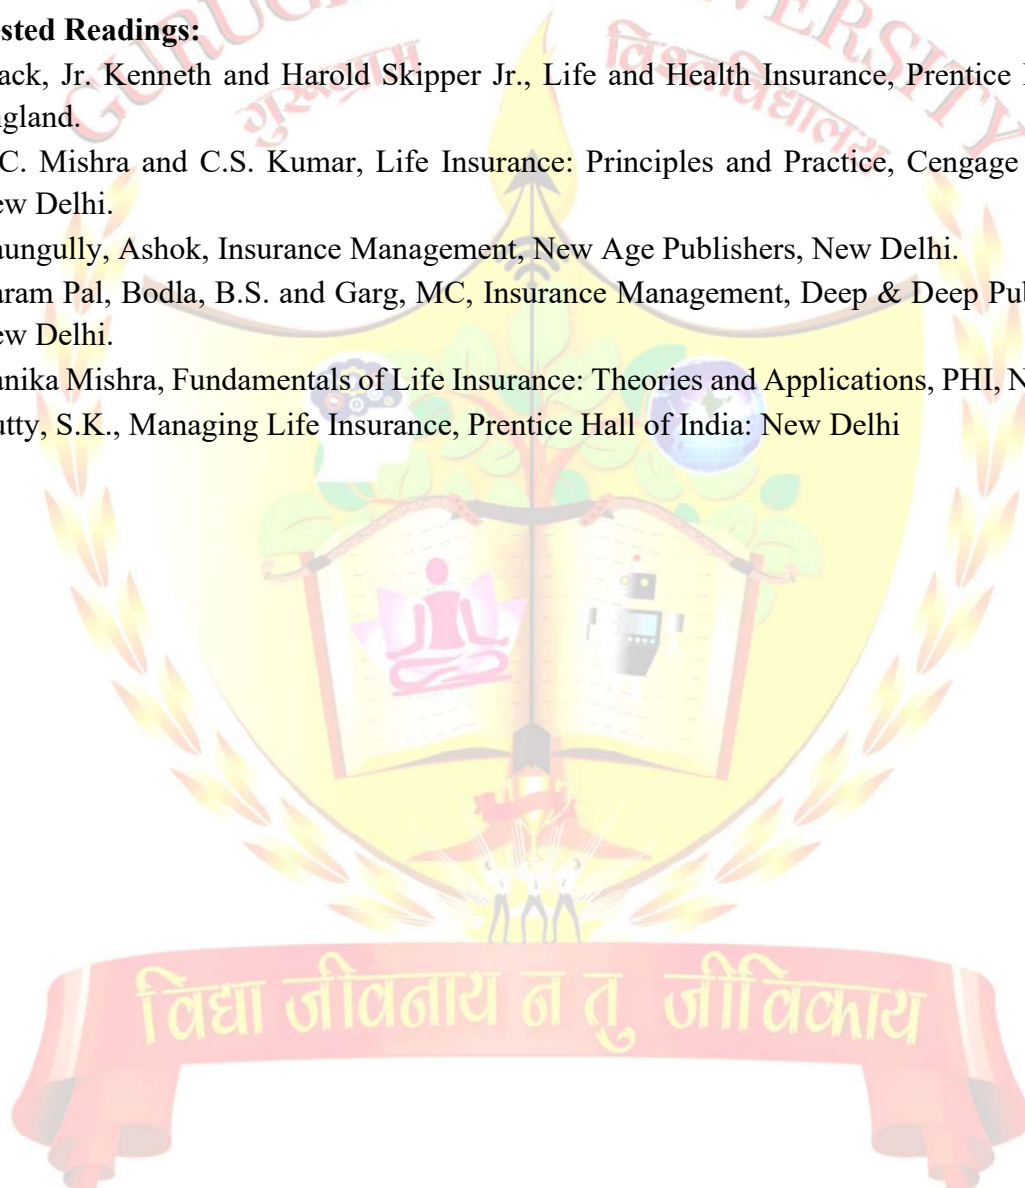 sted Readings:
ack, Jr. Kenneth and Harold Skipper Jr., Life and Health Insurance, Prentice
ngland.
C. Mishra and C.S. Kumar, Life Insurance: Principles and Practice, Cengage
ew Delhi.
aungully, Ashok, Insurance Management, New Age Publishers, New Delhi.
aram Pal, Bodla, B.S. and Garg, MC, Insurance Management, Deep & Deep Pub
ew Delhi.
anika Mishra, Fundamentals of Life Insurance: Theories and Applications, PHI, N
utty, S.K., Managing Life Insurance, Prentice Hall of India: New Delhi
गुरूग्राम विश्वविद्यालय
विद्या जीवनाय न तु जीविकाय